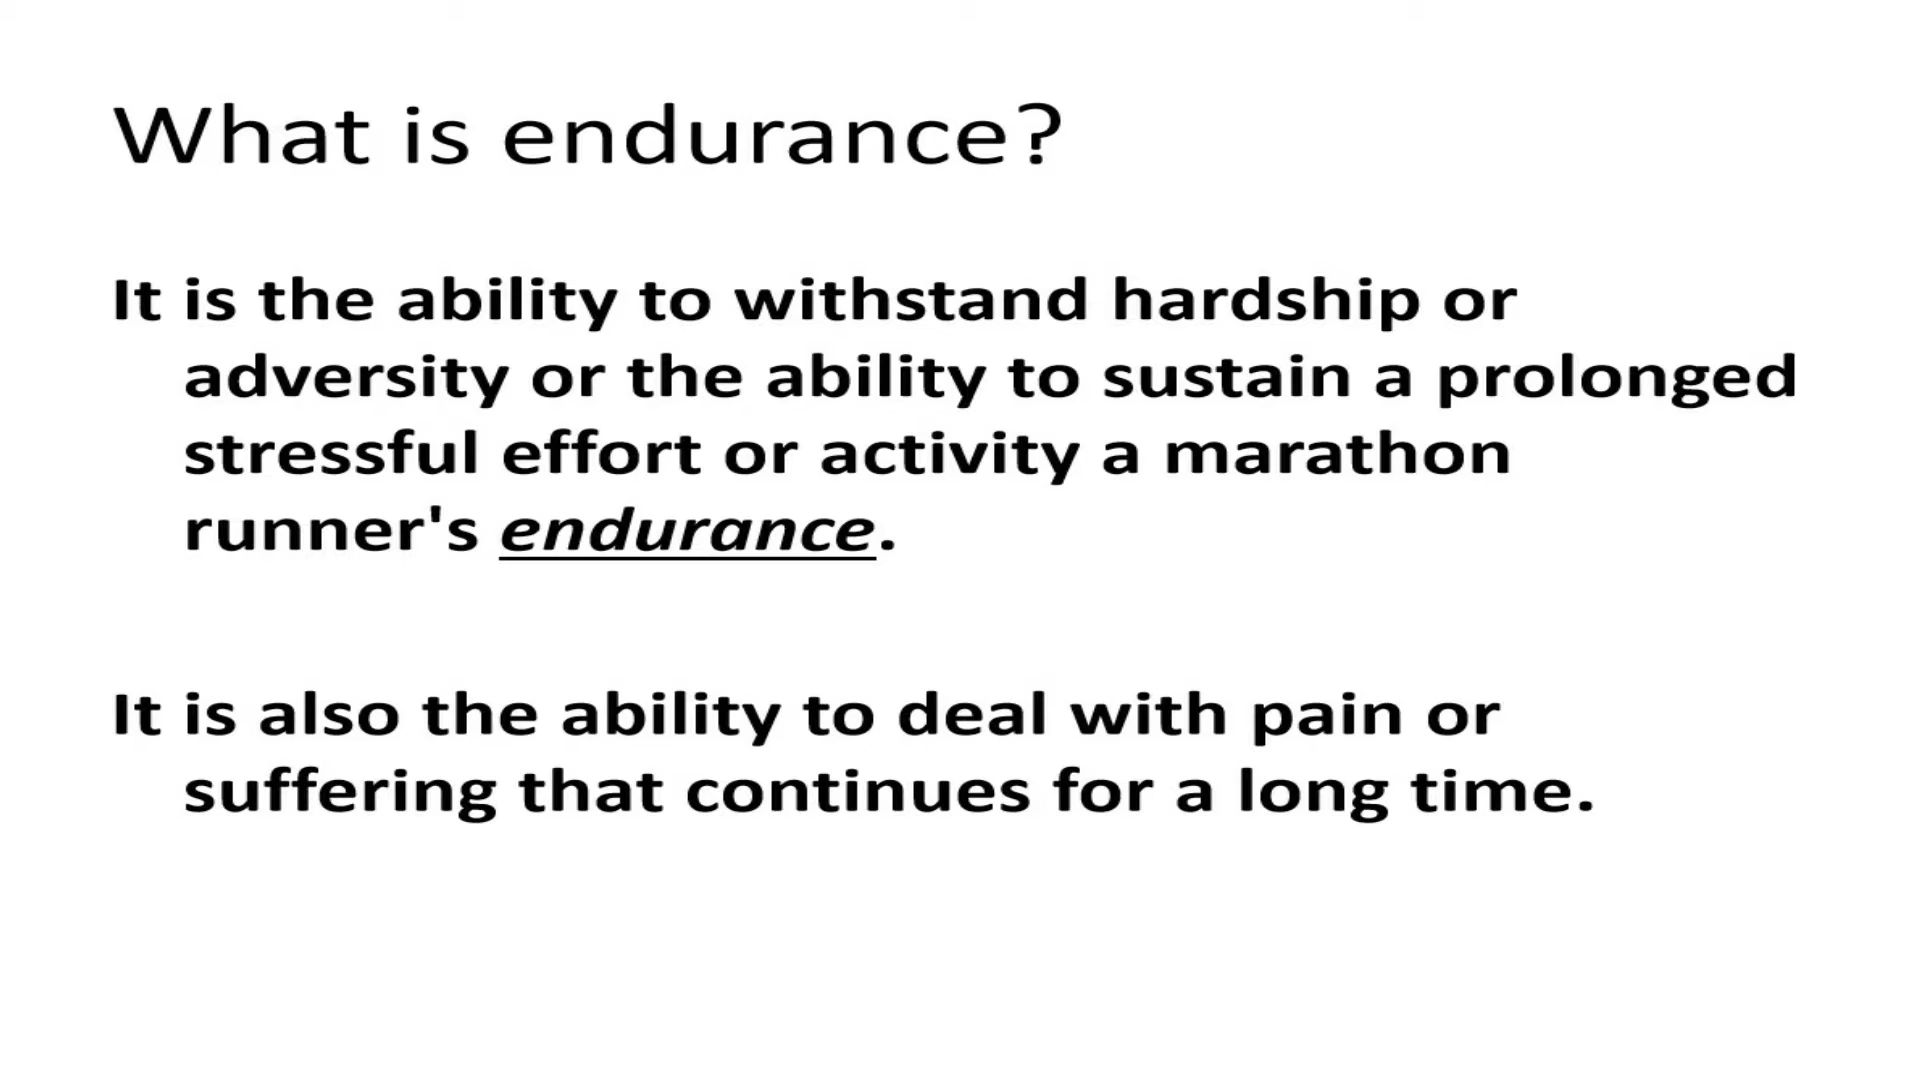 What is endurance?
It is the ability to withstand hardship or
adversity or the ability to sustain a prolonged
stressful effort or activity a marathon
runner's endurance.
It is also the ability to deal with pain or
suffering that continues for a long time.